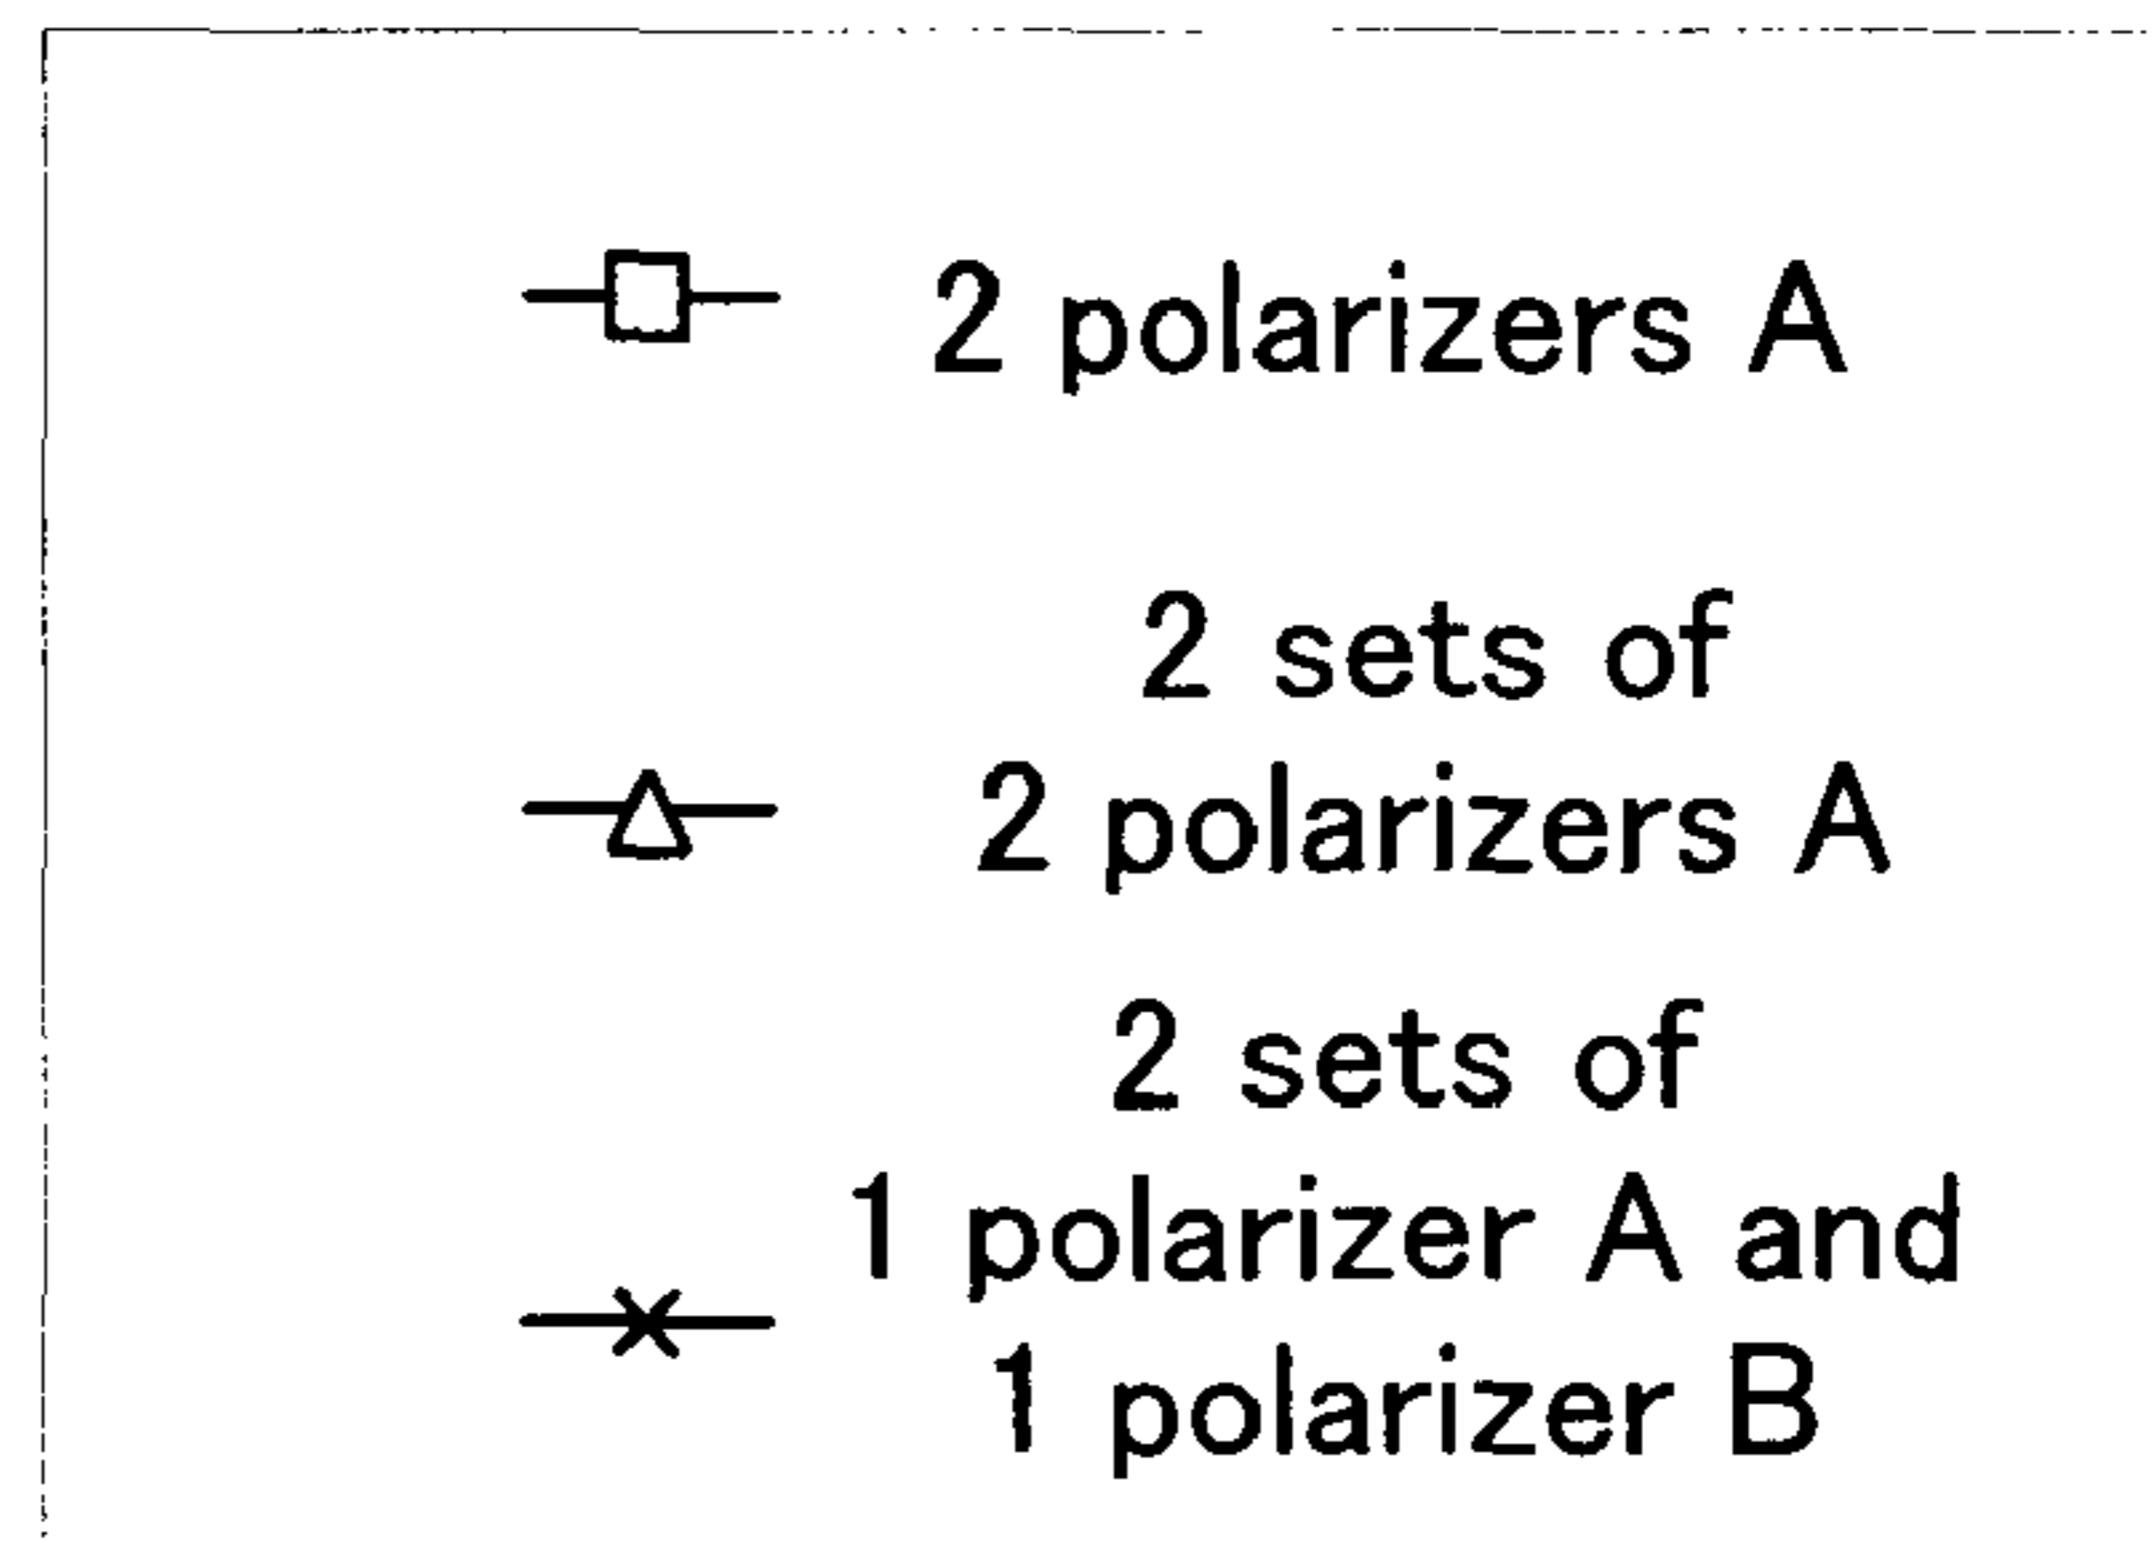 2 polarizers A
2 sets of
2 polarizers A
2 sets of
1 polarizer A and
1 polarizer B